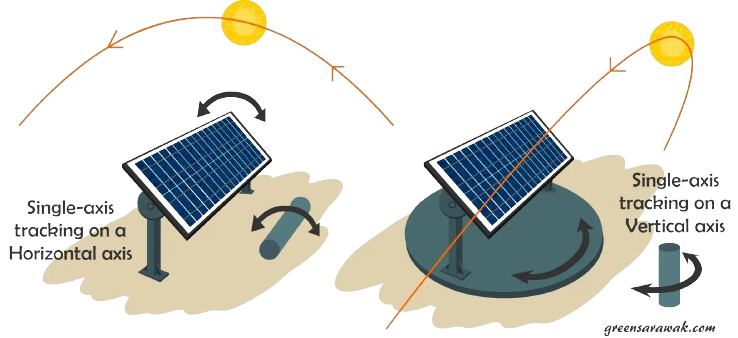 Single-axis
tracking on a
Horizontal axis
Single-axis
tracking on a
Vertical axis
greensarawak.com